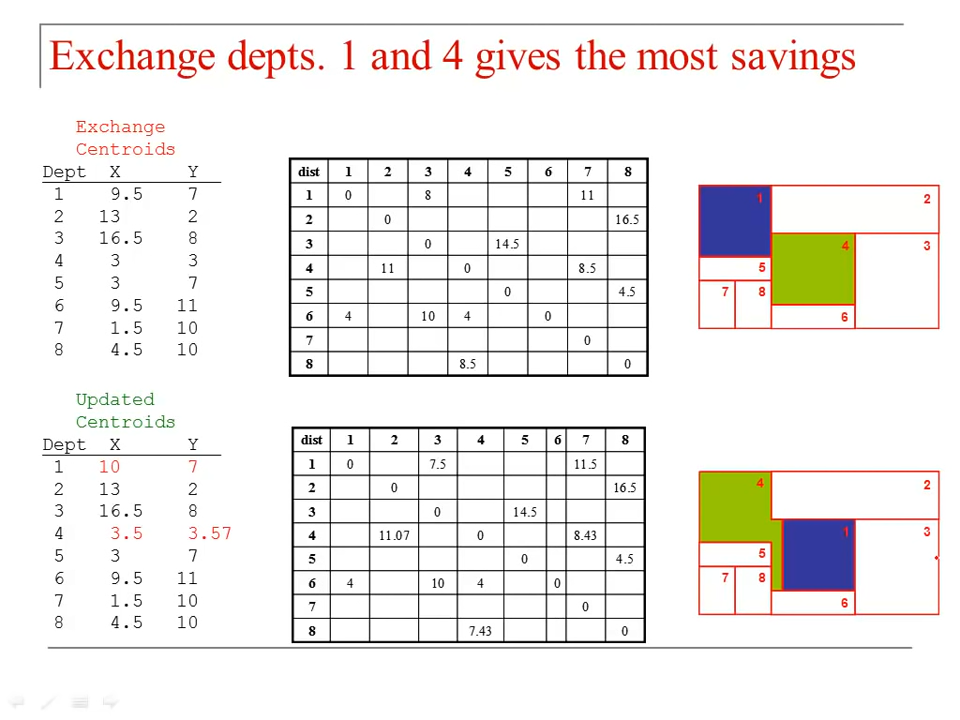 Exchange depts. 1 and 4 gives the most savings
Exchange
Centroids
Dept X Y
1 9.5 7
2 13 2
3 16.5 8
4 3 3
5 3 7
6 9.5 11
7 1.5 10
8 4.5 10
dist 1 2 3 4 5 6 7 8
1 0 8 11
2 0 16.5
3 0 14.5
4 11 0 8.5
5 0 4.5
6 4 10 4 0
7 0
8 8.5 0
1 2
4 3
5
7 8
6
Updated
Centroids
Dept X Y
1 10 7
2 13 2
3 16.5 8
4 3.5 3.57
5 3 7
6 9.5 11
7 1.5 10
8 4.5 10
dist 1 2 3 4 5 6 7 8
1 0 7.5 11.5
2 0 16.5
3 0 14.5
4 11.07 0 8.43
5 0 4.5
6 4 10 4 0
7 0
8 7.43 0
4 2
1 3
5
7 8
6